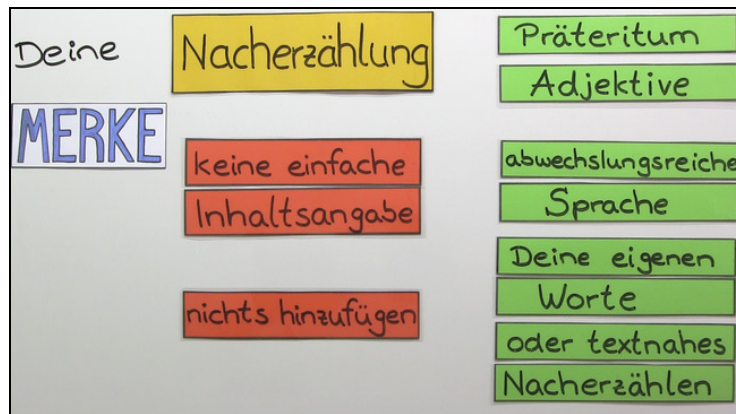 Deine
Nacherzählung
MERKE
keine einfache
Inhaltsangabe
nichts hinzufügen
Präteritum
Adjektive
abwechslungsreiche
Sprache
Deine eigenen
Worte
oder textnahes
Nacherzählen